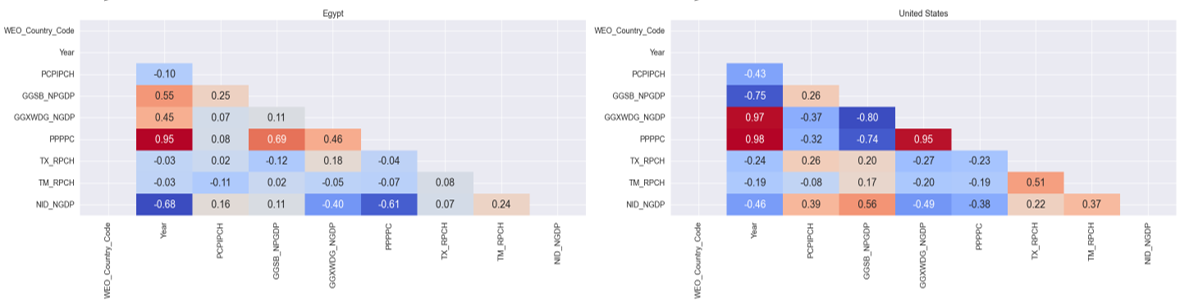 Egypt
WEO_Country_Code
Year
PCPIPCH -0.10
GGSB_NPGDP 0.55 0.25
GGXWDG_NGDP 0.45 0.07 0.11
PPPPC 0.95 0.08 0.69 0.46
TX_RPCH -0.03 0.02 -0.12 0.18 -0.04
TM_RPCH -0.03 -0.11 0.02 -0.05 -0.07 0.08
NID_NGDP -0.68 0.16 0.11 -0.40 -0.61 0.07 0.24
WEO_Country_Code
Year
PCPIPCH
GGSB_NPGDP
GGXWDG_NGDP
PPPPC
TX_RPCH
TM_RPCH
NID_NGDP
United States
WEO_Country_Code
Year
PCPIPCH -0.43
GGSB_NPGDP -0.75 0.26
GGXWDG_NGDP 0.97 -0.37 -0.80
PPPPC 0.98 -0.32 -0.74 0.95
TX_RPCH -0.24 0.26 0.20 -0.27 -0.23
TM_RPCH -0.19 -0.08 0.17 -0.20 -0.19 0.51
NID_NGDP -0.46 0.39 0.56 -0.49 -0.38 0.22 0.37
WEO_Country_Code
Year
PCPIPCH
GGSB_NPGDP
GGXWDG_NGDP
PPPPC
TX_RPCH
TM_RPCH
NID_NGDP